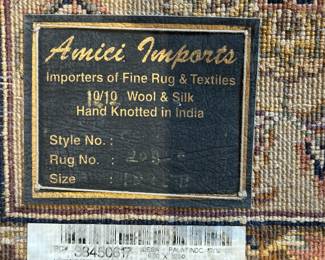 Amici Imports
Importers of Fine Rug & Textiles
10/10 Wool & Silk
Hand Knotted in India
Style No. :
Rug No. :
Size :
38450617